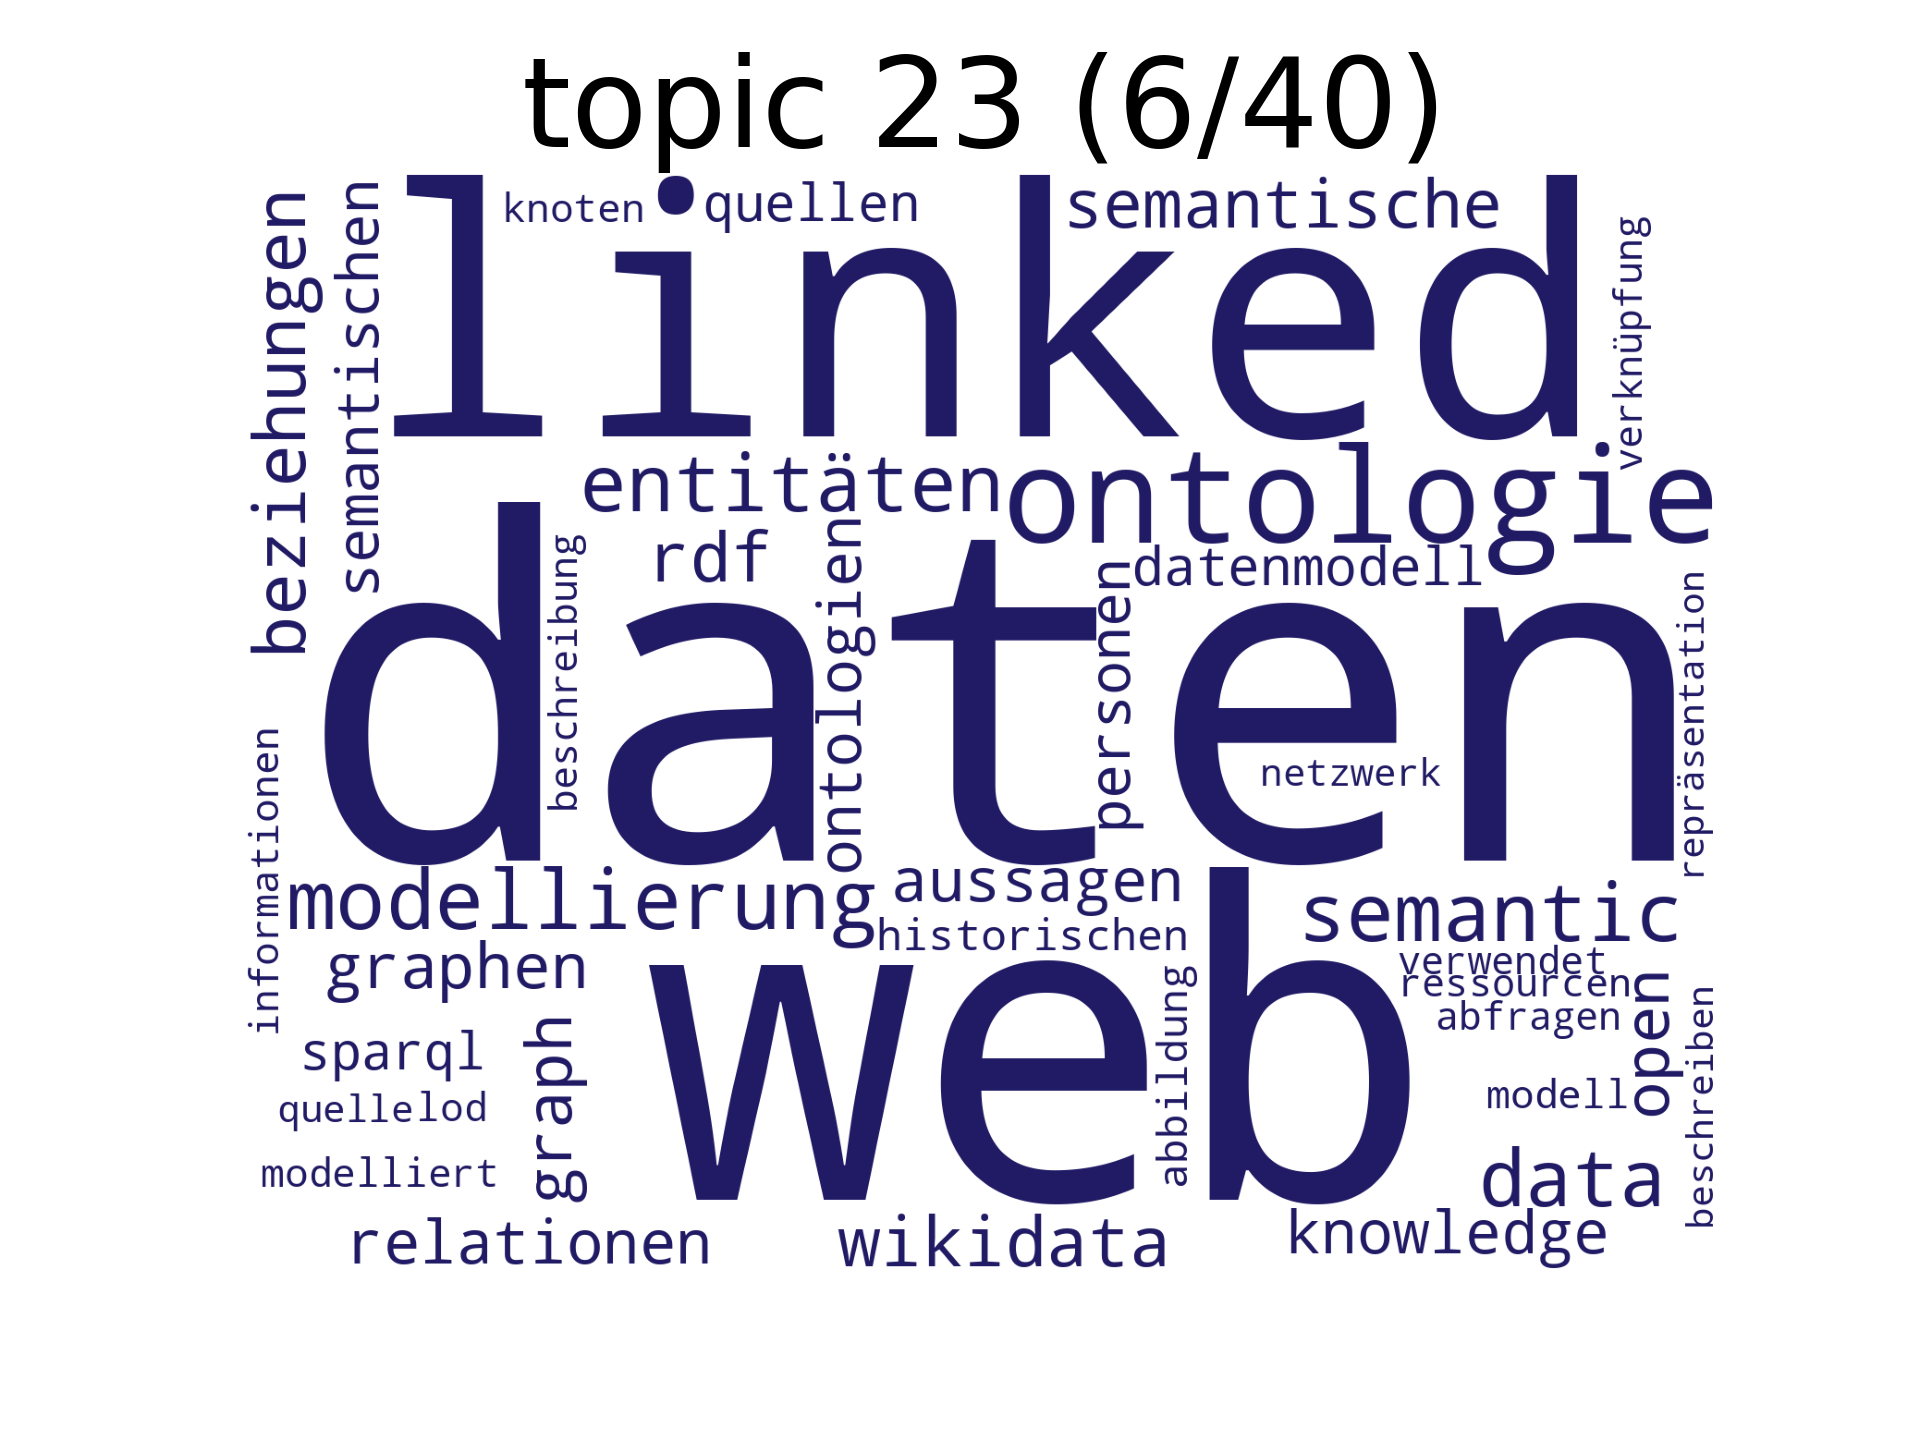 topic 23 (6/40)
knoten
quellen
semantische
linked
beziehungen
semantischen
verknüpfung
entitäten
ontologie
rdf
datenmodell
daten
beschreibung
ontologien
personen
netzwerk
repräsentation
informationen
modellierung
aussagen
historischen
semantic
graphen
verwendet
ressourcen
abfragen
web
abbildung
open
beschreiben
sparql
graph
quelle
lod
modell
modelliert
data
relationen
wikidata
knowledge